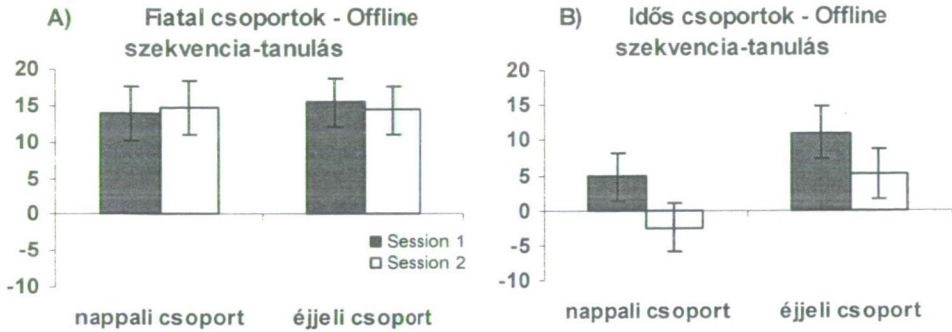 A) Fiatal csoportok - Offline
szekvencia-tanulás
20
15
10
5
0
-5
-10
Session 1
Session 2
nappali csoport éjjeli csoport
B) Idős csoportok - Offline
szekvencia-tanulás
20
15
10
5
0
-5
-10
nappali csoport éjjeli csoport